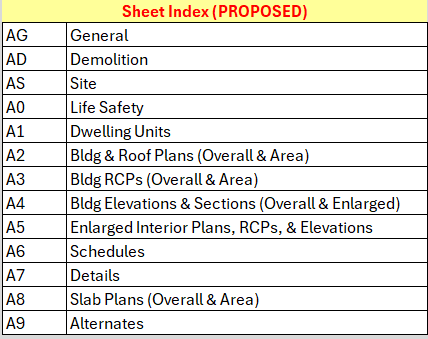 Sheet Index (PROPOSED)
AG General
AD Demolition
AS Site
A0 Life Safety
A1 Dwelling Units
A2 Bldg & Roof Plans (Overall & Area)
A3 Bldg RCPs (Overall & Area)
A4 Bldg Elevations & Sections (Overall & Enlarged)
A5 Enlarged Interior Plans, RCPs, & Elevations
A6 Schedules
A7 Details
A8 Slab Plans (Overall & Area)
A9 Alternates